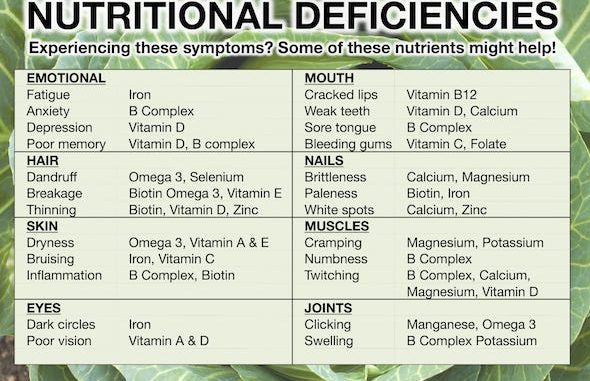 NUTRITIONAL DEFICIENCIES
Experiencing these symptoms? Some of these nutrients might help!
EMOTIONAL
Fatigue Iron
Anxiety B Complex
Depression Vitamin D
Poor memory Vitamin D, B complex
HAIR
Dandruff Omega 3, Selenium
Breakage Biotin Omega 3, Vitamin E
Thinning Biotin, Vitamin D, Zinc
SKIN
Dryness Omega 3, Vitamin A & E
Bruising Iron, Vitamin C
Inflammation B Complex, Biotin
EYES
Dark circles Iron
Poor vision Vitamin A & D
MOUTH
Cracked lips Vitamin B12
Weak teeth Vitamin D, Calcium
Sore tongue B Complex
Bleeding gums Vitamin C, Folate
NAILS
Brittleness Calcium, Magnesium
Paleness Biotin, Iron
White spots Calcium, Zinc
MUSCLES
Cramping Magnesium, Potassium
Numbness B Complex
Twitching B Complex, Calcium,
Magnesium, Vitamin D
JOINTS
Clicking Manganese, Omega 3
Swelling B Complex Potassium